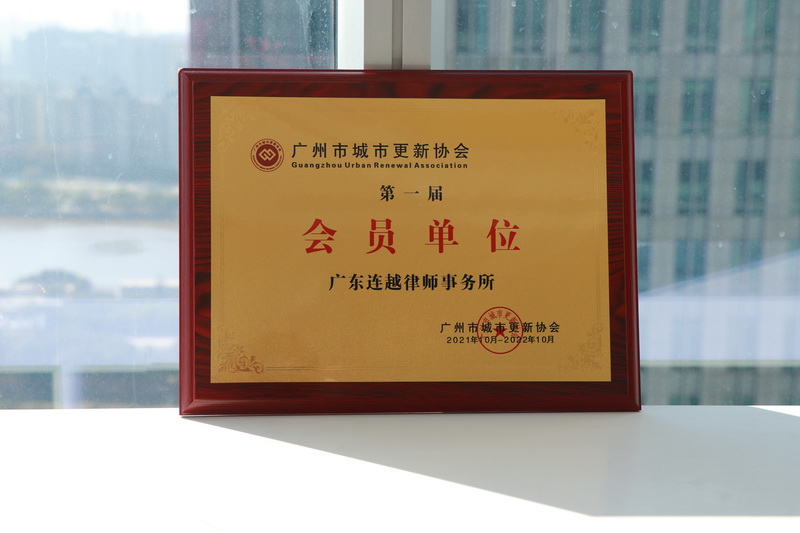 广州市城市更新协会
Guangzhou Urban Renewal Association
第一届
会员单位
广东连越律师事务所
广州市城市更新协会
2021年10月-2022年10月